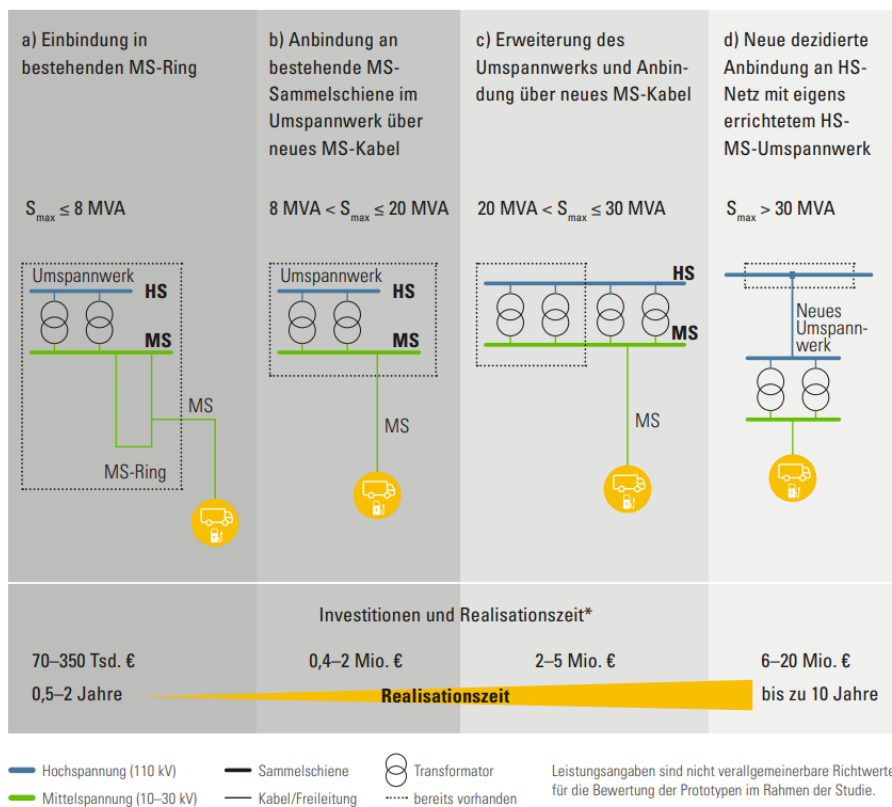 a) Einbindung in
bestehenden MS-Ring
b) Anbindung an
bestehende MS-
Sammelschiene im
Umspannwerk über
neues MS-Kabel
c) Erweiterung des
Umspannwerks und Anbin-
dung über neues MS-Kabel
d) Neue dezidierte
Anbindung an HS-
Netz mit eigens
errichtetem HS-
MS-Umspannwerk
Smax ≤ 8 MVA
8 MVA < Smax ≤ 20 MVA
20 MVA < Smax ≤ 30 MVA
Smax > 30 MVA
Umspannwerk
HS
MS
MS
MS-Ring
Umspannwerk
HS
MS
MS
HS
MS
MS
Neues
Umspann-
werk
Investitionen und Realisationszeit*
70–350 Tsd. €
0,4–2 Mio. €
2–5 Mio. €
6–20 Mio. €
0,5–2 Jahre
Realisationszeit
bis zu 10 Jahre
Hochspannung (110 kV)
Sammelschiene
Transformator
Leistungsangaben sind nicht verallgemeinerbare Richtwerte
Mittelspannung (10–30 kV)
Kabel/Freileitung
bereits vorhanden
für die Bewertung der Prototypen im Rahmen der Studie.